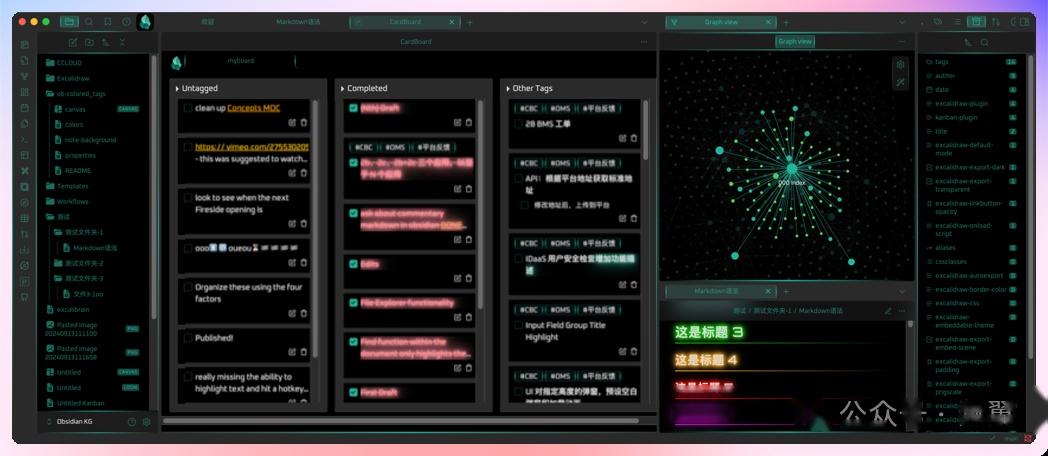 欢迎
Markdown语法
CardBoard
Graph view
CardBoard
myboard
CCLOUD
Excalidraw
ob-colored_tags
canvas
CANVAS
colors
note-background
properties
README
Templates
Workflows
测试
测试文件夹-1
Markdown语法
测试文件夹-2
测试文件夹-3
文件3-1oo
excalibrain
Pasted image
20240913111100
PNG
Pasted image
20240913111658
PNG
Untitled
CANVAS
Untitled
LOOM
Untitled Kanban
Obsidian KG
Untagged
clean up Concepts MOC
https://vimeo.com/275530205
- this was suggested to watch...
look to see when the next
Fireside opening is
Organize these using the four
factors
Published!
really missing the ability to
highlight text and hit a hotkey...
Completed
#CBC #OMS #平台反馈
ask about commentary
markdown in obsidian DONE...
Edits
File Explorer functionality
Find function within the
document only highlights the...
First Draft
Other Tags
#CBC #OMS #平台反馈
2B BMS 工单
#CBC #OMS #平台反馈
API：根据平台地址获取标准地
址
修改地址后，上传到平台
#CBC #OMS #平台反馈
IDaaS 用户安全检查增加功能描
述
#CBC #OMS #平台反馈
Input Field Group Title
Highlight
#CBC #OMS #平台反馈
UI 对指定高度的弹窗，预设空白
Graph view
000 Index
Markdown语法
测试 / 测试文件夹-1 / Markdown语法
这是标题 3
这是标题 4
这是标题 5
tags
author
date
excalidraw-plugin
kanban-plugin
title
excalidraw-default-
mode
excalidraw-export-dark
excalidraw-export-
transparent
excalidraw-linkbutton-
opacity
excalidraw-onload-
script
aliases
cssclasses
excalidraw-autoexport
excalidraw-border-color
excalidraw-css
excalidraw-
embeddable-theme
excalidraw-export-
embed-scene
excalidraw-export-
padding
excalidraw-export-
pngscale
公众号
翼